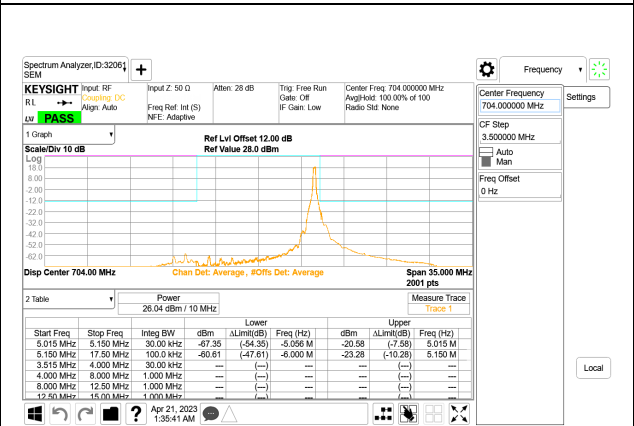 Spectrum Analyzer,ID:32061
SEM
Frequency
KEYSIGHT Input: RF Input Z: 50 Ω Atten: 28 dB Trig: Free Run Center Freq: 704.000000 MHz
RL Coupling: DC Gate: Off Avg|Hold: 100.00% of 100
Align: Auto Freq Ref: Int (S) IF Gain: Low Radio Std: None
LXI PASS NFE: Adaptive
Center Frequency
704.000000 MHz
Settings
CF Step
3.500000 MHz
Auto
Man
Freq Offset
0 Hz
1 Graph
Ref Lvl Offset 12.00 dB
Scale/Div 10 dB Ref Value 28.0 dBm
Log
18.0
8.00
-2.00
-12.0
-22.0
-32.0
-42.0
-52.0
-62.0
Disp Center 704.00 MHz Chan Det: Average, #Offs Det: Average Span 35.000 MHz
2001 pts
2 Table Power Measure Trace
26.04 dBm / 10 MHz Trace 1
Lower Upper
Start Freq Stop Freq Integ BW dBm ΔLimit(dB) Freq (Hz) dBm ΔLimit(dB) Freq (Hz)
5.015 MHz 5.150 MHz 30.00 kHz -67.35 (-54.35) -5.056 M -20.58 (-7.58) 5.015 M
5.150 MHz 17.50 MHz 100.0 kHz -60.61 (-47.61) -6.000 M -23.28 (-10.28) 5.150 M
3.515 MHz 4.000 MHz 30.00 kHz --- (---) --- --- (---) ---
4.000 MHz 8.000 MHz 1.000 MHz --- (---) --- --- (---) ---
8.000 MHz 12.50 MHz 1.000 MHz --- (---) --- --- (---) ---
12.50 MHz 15.00 MHz 1.000 MHz --- (---) --- --- (---) ---
Local
? Apr 21, 2023
1:35:41 AM